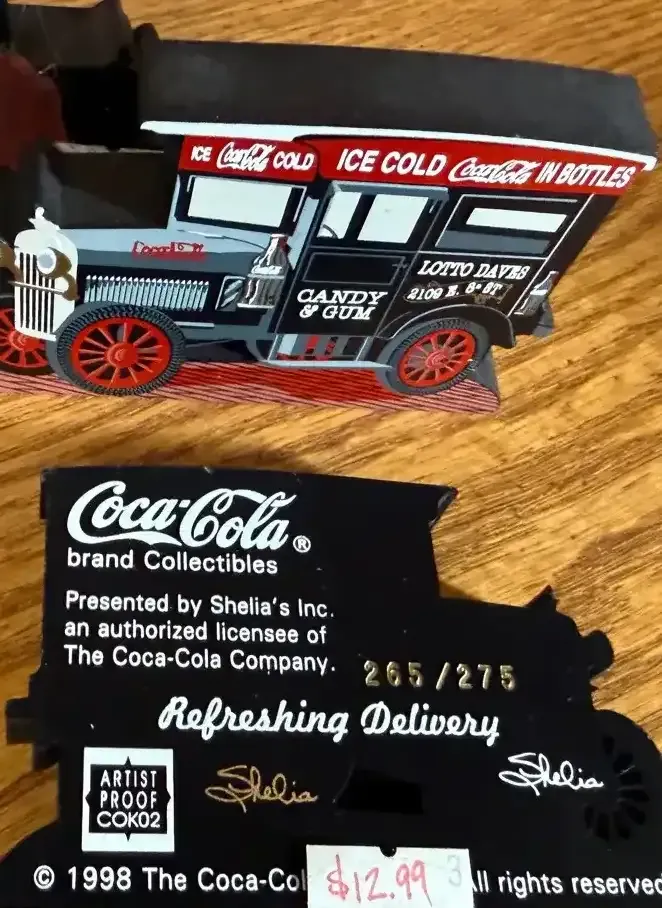 ICE Coca-Cola COLD
ICE COLD Coca-Cola IN BOTTLES
Coca-Cola
CANDY
& GUM
LOTTO DAVES
2109 E. 6th ST
Coca-Cola®
brand Collectibles
Presented by Shelia's Inc.
an authorized licensee of
The Coca-Cola Company.
265/275
Refreshing Delivery
ARTIST
PROOF
COK02
Shelia
Shelia
© 1998 The Coca-Col
$12.99
3
All rights reserved